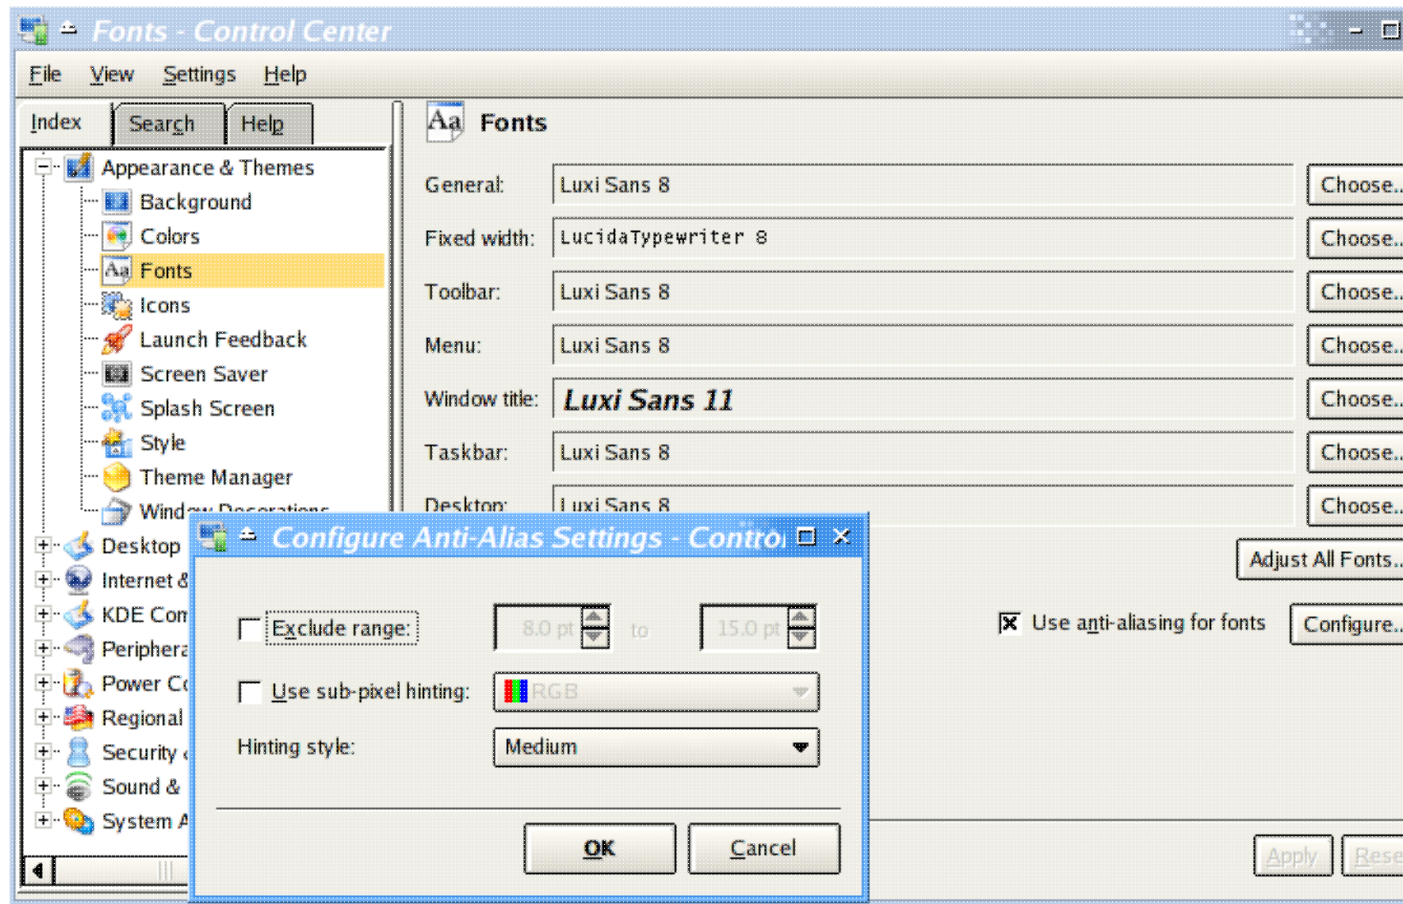 Fonts - Control Center
File View Settings Help
Index Search Help
Appearance & Themes
Background
Colors
Fonts
Icons
Launch Feedback
Screen Saver
Splash Screen
Style
Theme Manager
Window Decorations
Desktop
Internet &
KDE Com
Periphera
Power Co
Regional
Security &
Sound &
System A
Aa Fonts
General: Luxi Sans 8 Choose..
Fixed width: LucidaTypewriter 8 Choose..
Toolbar: Luxi Sans 8 Choose..
Menu: Luxi Sans 8 Choose..
Window title: Luxi Sans 11 Choose..
Taskbar: Luxi Sans 8 Choose..
Desktop: Luxi Sans 8 Choose..
Adjust All Fonts..
Use anti-aliasing for fonts Configure..
Apply Rese
Configure Anti-Alias Settings - Control
Exclude range: 8.0 pt to 15.0 pt
Use sub-pixel hinting: RGB
Hinting style: Medium
OK Cancel